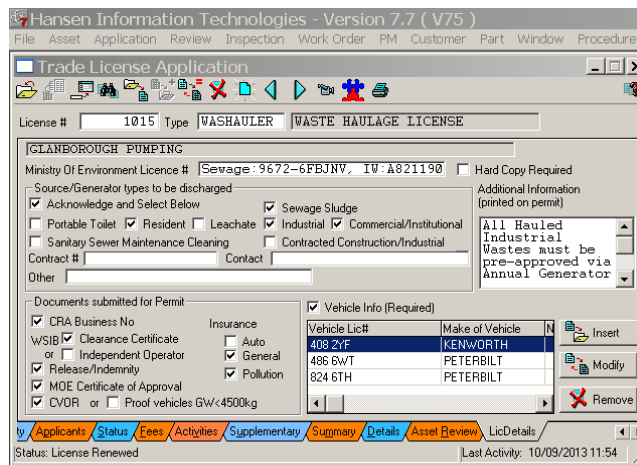 Hansen Information Technologies - Version 7.7 ( V75 )
File Asset Application Review Inspection Work Order PM Customer Part Window Procedure
Trade License Application
License # 1015 Type WASHAULER WASTE HAULAGE LICENSE
GLANBOROUGH PUMPING
Ministry Of Environment Licence # Sewage:9672-6FBJNV, IW:A821190 Hard Copy Required
Source/Generator types to be discharged
Additional Information
(printed on permit)
Acknowledge and Select Below Sewage Sludge
Portable Toilet Resident Leachate Industrial Commercial/Institutional
Sanitary Sewer Maintenance Cleaning Contracted Construction/Industrial
Contract # Contact
Other
All Hauled
Industrial
Wastes must be
pre-approved via
Annual Generator
Documents submitted for Permit
CRA Business No Insurance
WSIB Clearance Certificate Auto
or Independent Operator General
Release/Indemnity Pollution
MOE Certificate of Approval
CVOR or Proof vehicles GW<4500kg
Vehicle Info (Required)
Vehicle Lic# Make of Vehicle N
408 2YF KENWORTH
486 6WT PETERBILT
824 6TH PETERBILT
Insert
Modify
Remove
ty Applicants Status Fees Activities Supplementary Summary Details Asset Review LicDetails
Status: License Renewed Last Activity: 10/09/2013 11:54